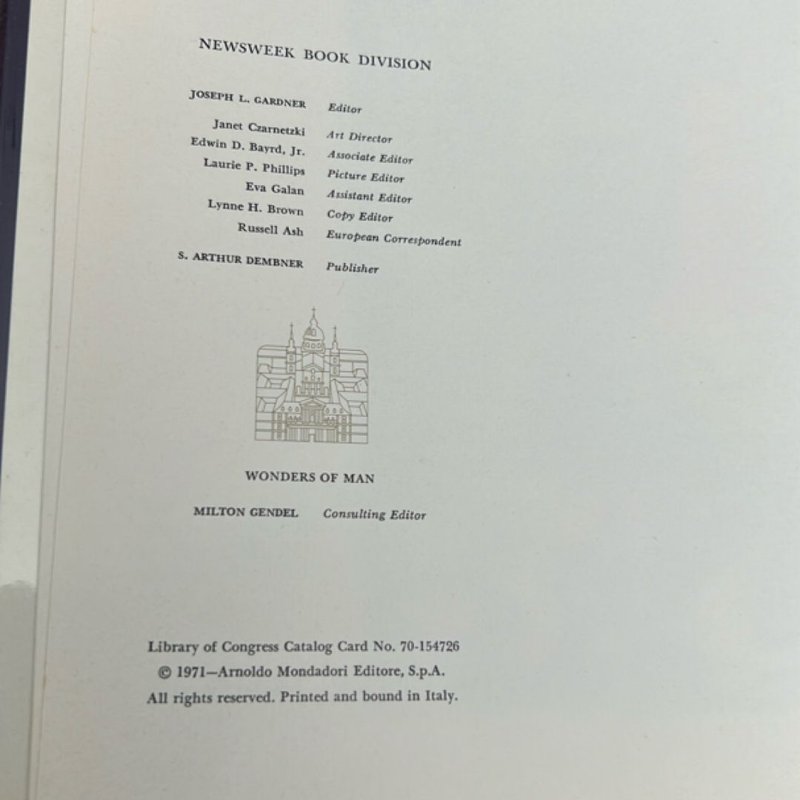 NEWSWEEK BOOK DIVISION
JOSEPH L. GARDNER Editor
Janet Czarnetzki Art Director
Edwin D. Bayrd, Jr. Associate Editor
Laurie P. Phillips Picture Editor
Eva Galan Assistant Editor
Lynne H. Brown Copy Editor
Russell Ash European Correspondent
S. ARTHUR DEMBNER Publisher
WONDERS OF MAN
MILTON GENDEL Consulting Editor
Library of Congress Catalog Card No. 70-154726
© 1971—Arnoldo Mondadori Editore, S.p.A.
All rights reserved. Printed and bound in Italy.